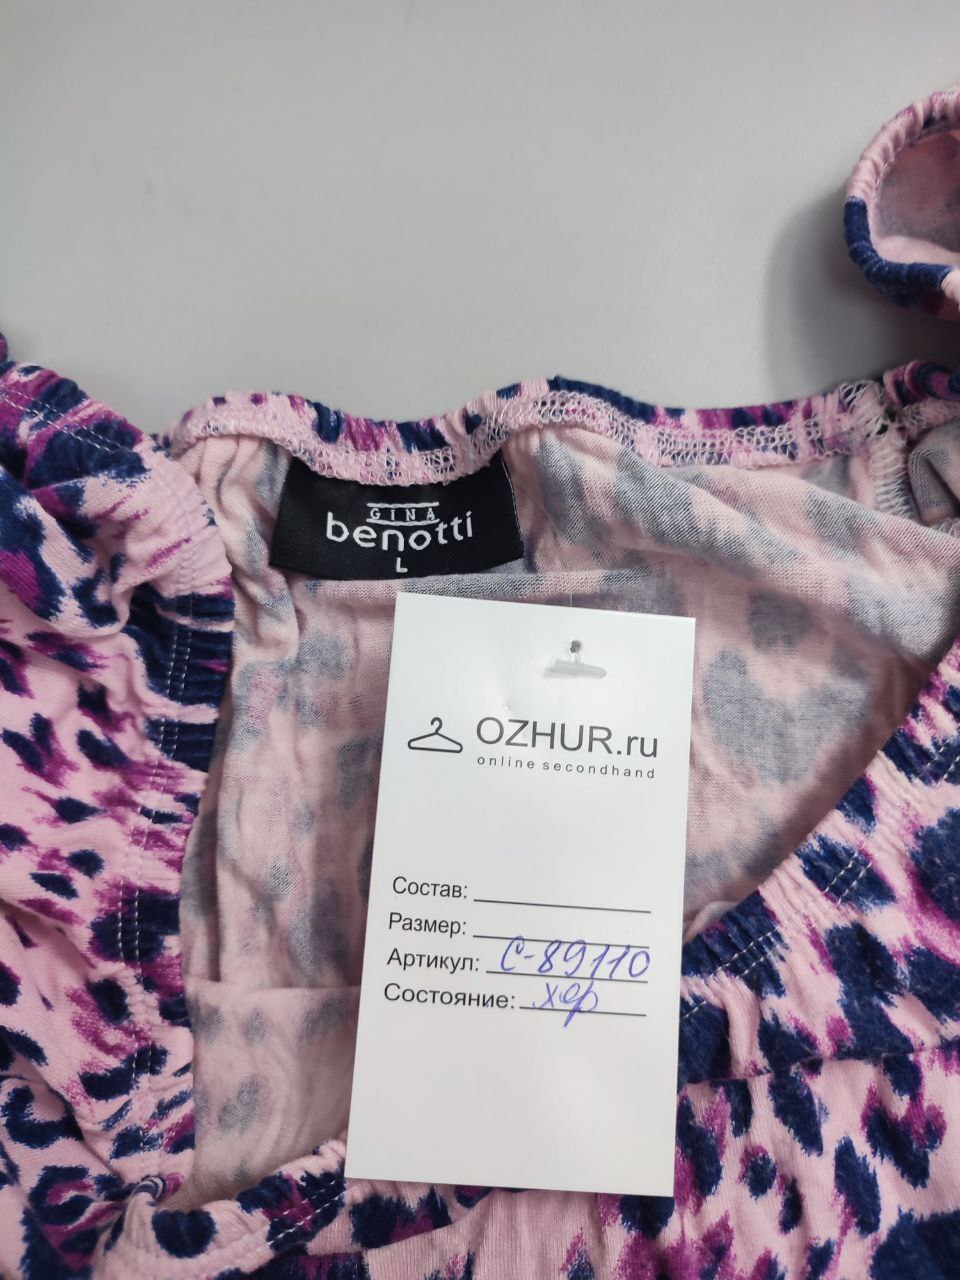 GINA
benotti
L
OZHUR.ru
online secondhand
Состав:
Размер:
Артикул: С-89110
Состояние: хор